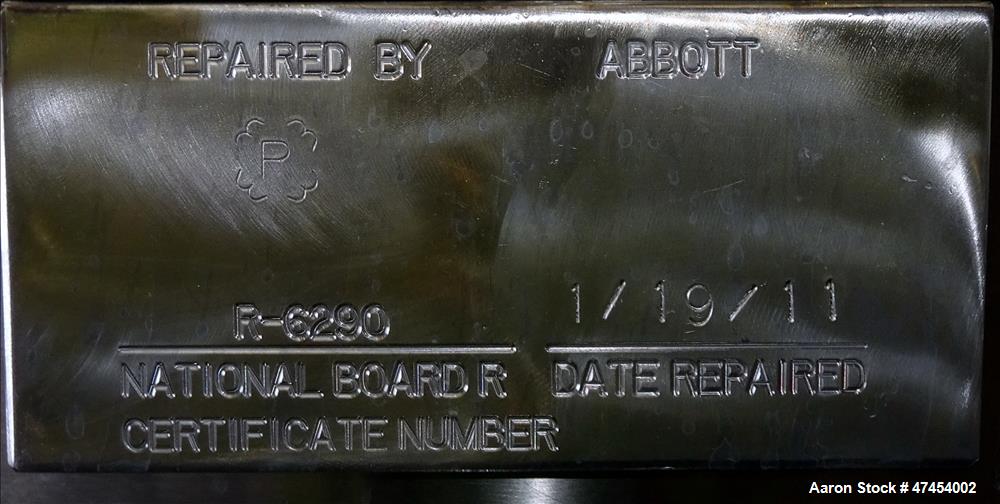 REPAIRED BY ABBOTT
P
R-6290 1/19/11
NATIONAL BOARD R DATE REPAIRED
CERTIFICATE NUMBER
Aaron Stock # 47454002